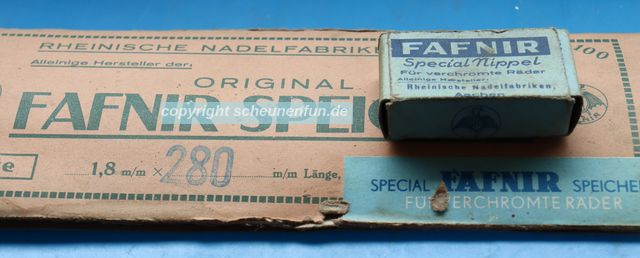 RHEINISCHE NADELFABRIKEN
Alleinige Hersteller der:
100
ORIGINAL
FAFNIR-SPEICHE
copyright scheunenfun.de
1,8 m/m × 280 m/m Länge,
SPECIAL FAFNIR SPEICHEN
FÜR VERCHROMTE RÄDER
FAFNIR
Special Nippel
Für verchromte Räder
Alleinige Hersteller:
Rheinische Nadelfabriken,
Aachen